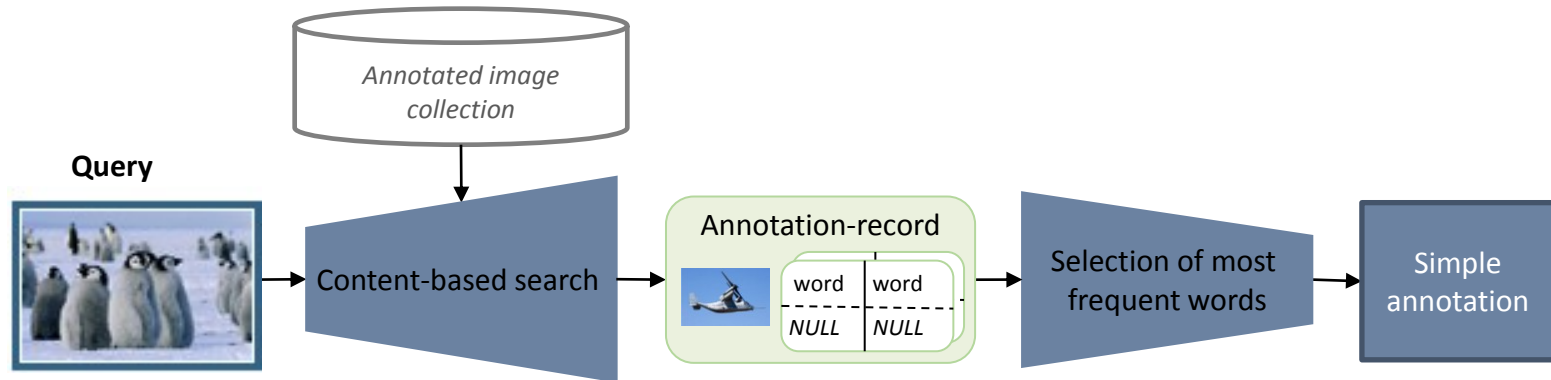 Annotated image
collection
Query
Content-based search
Annotation-record
word word
NULL NULL
Selection of most
frequent words
Simple
annotation